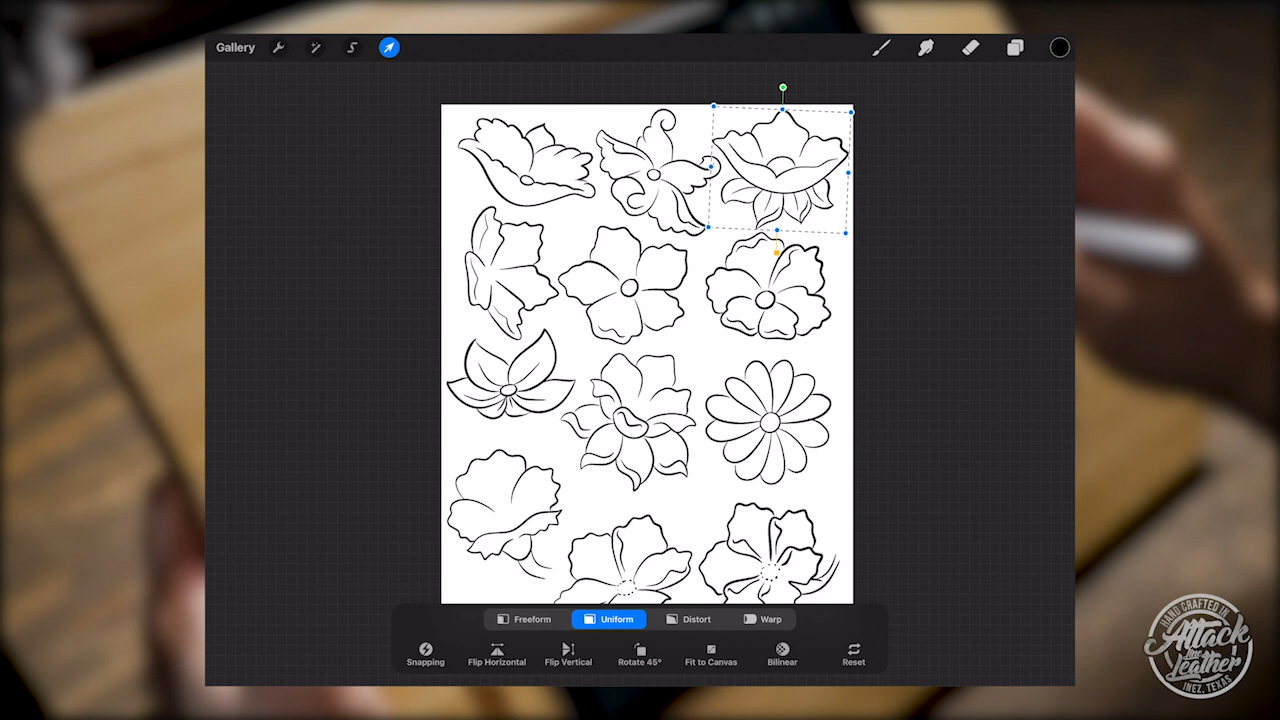 Gallery
Freeform Uniform Distort Warp
Snapping Flip Horizontal Flip Vertical Rotate 45° Fit to Canvas Bilinear Reset
HAND CRAFTED IN
Attack
the
Leather
INEZ, TEXAS